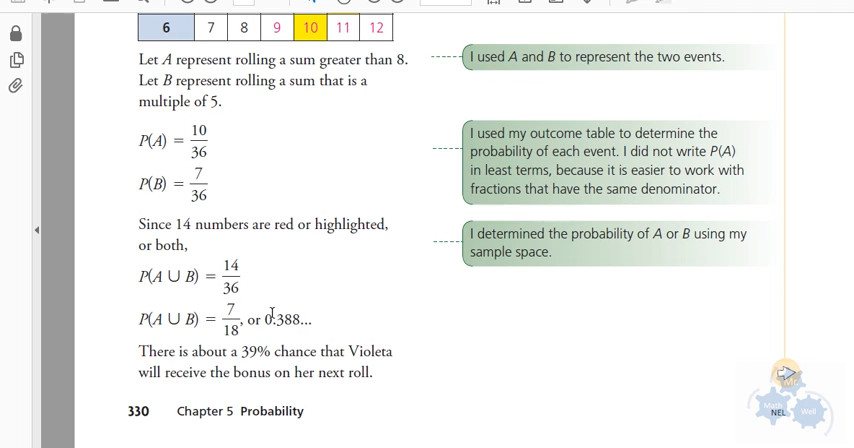 6 7 8 9 10 11 12
Let A represent rolling a sum greater than 8.
Let B represent rolling a sum that is a
multiple of 5.
P(A) = 10/36
P(B) = 7/36
Since 14 numbers are red or highlighted,
or both,
P(A ∪ B) = 14/36
P(A ∪ B) = 7/18, or 0.388...
There is about a 39% chance that Violeta
will receive the bonus on her next roll.
I used A and B to represent the two events.
I used my outcome table to determine the
probability of each event. I did not write P(A)
in least terms, because it is easier to work with
fractions that have the same denominator.
I determined the probability of A or B using my
sample space.
330 Chapter 5 Probability
NEL
Mr.
Math
Well